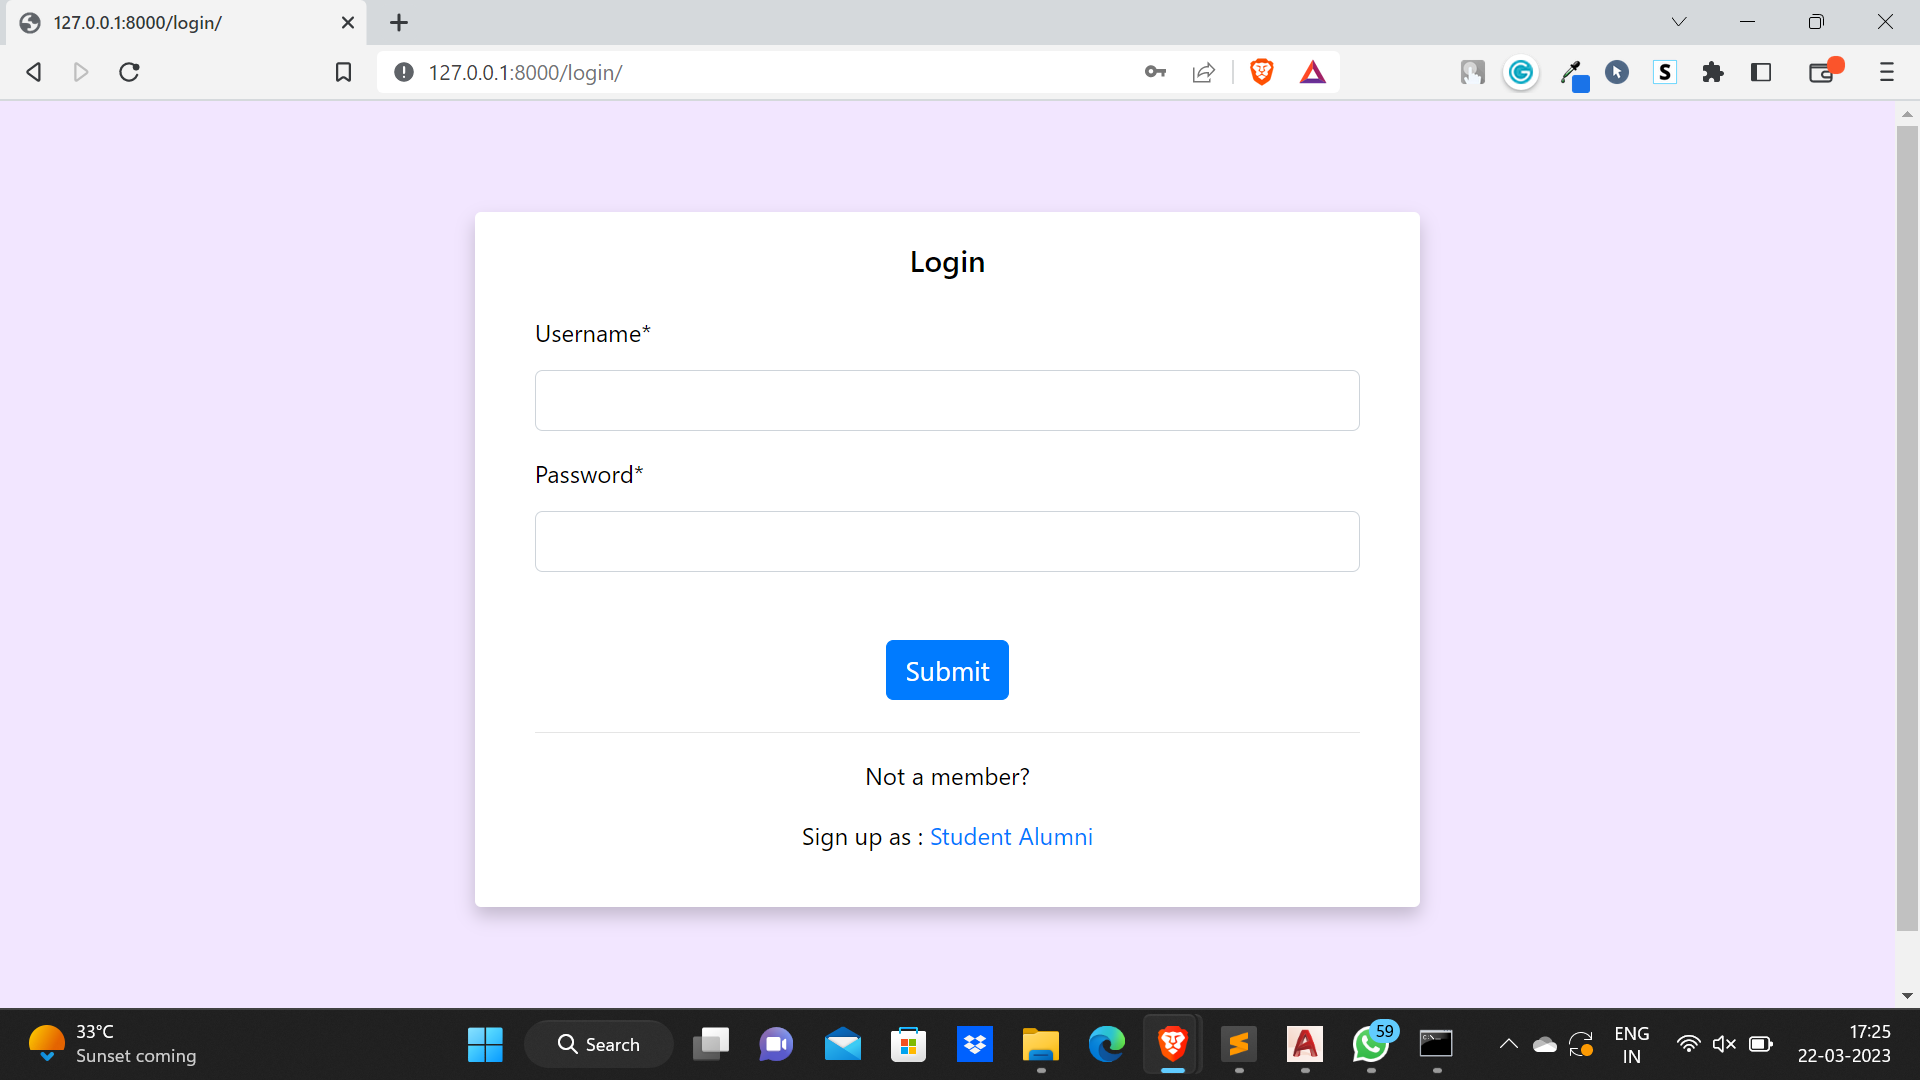 127.0.0.1:8000/login/
127.0.0.1:8000/login/
Login
Username*
Password*
Submit
Not a member?
Sign up as : Student Alumni
33°C
Sunset coming
Search
59
ENG
IN
17:25
22-03-2023